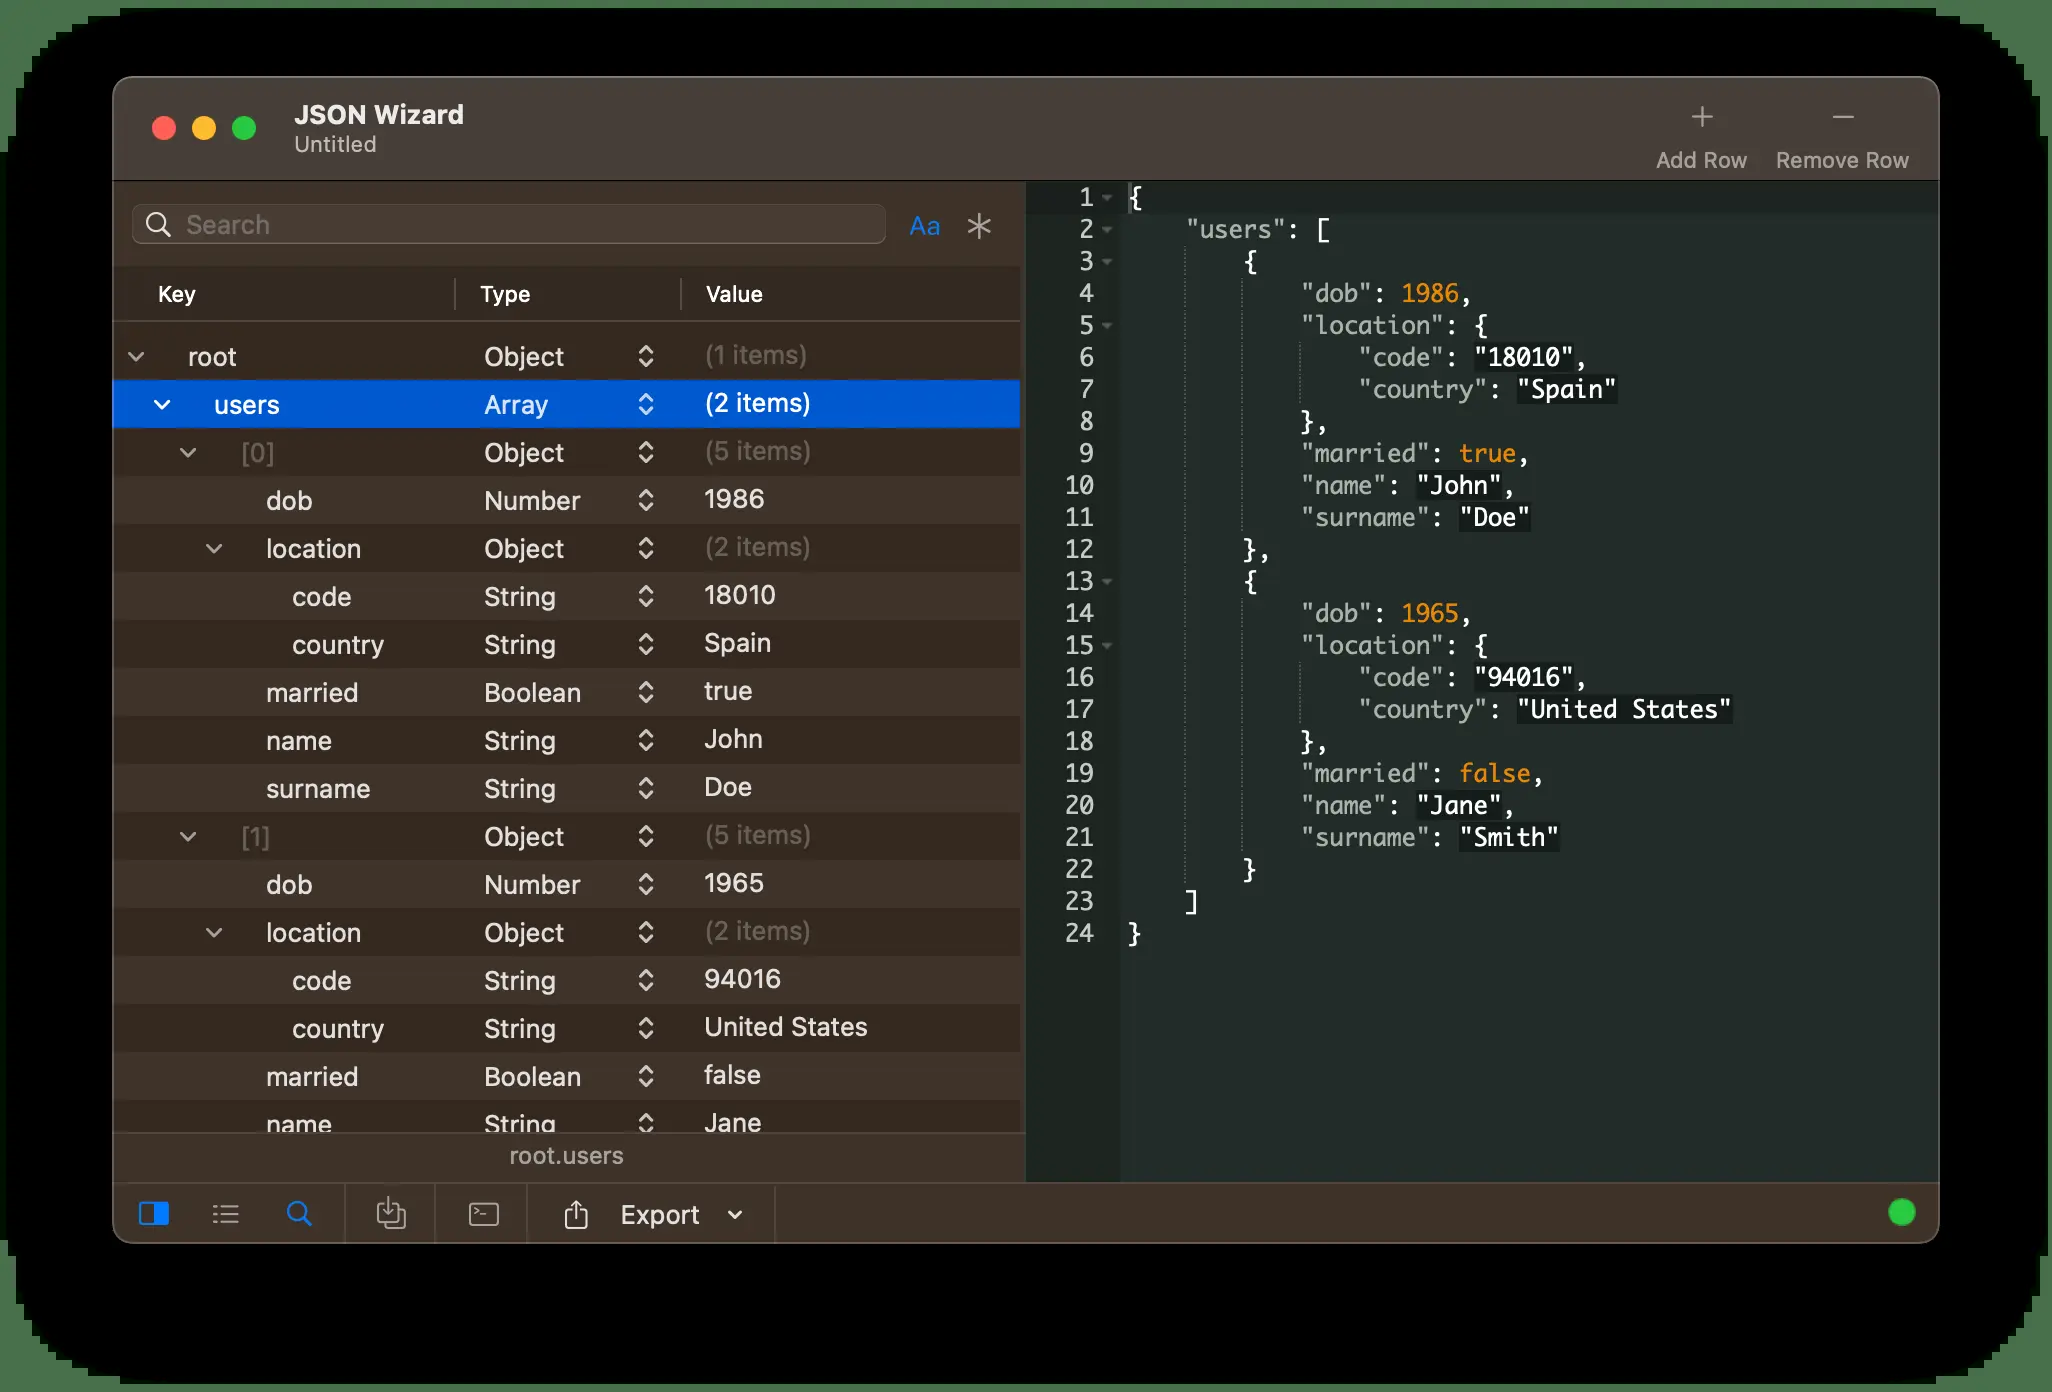 JSON Wizard
Untitled
Add Row
Remove Row
Search
Aa
Key Type Value
root Object (1 items)
users Array (2 items)
[0] Object (5 items)
dob Number 1986
location Object (2 items)
code String 18010
country String Spain
married Boolean true
name String John
surname String Doe
[1] Object (5 items)
dob Number 1965
location Object (2 items)
code String 94016
country String United States
married Boolean false
name String Jane
root.users
Export
1 {
2 "users": [
3 {
4 "dob": 1986,
5 "location": {
6 "code": "18010",
7 "country": "Spain"
8 },
9 "married": true,
10 "name": "John",
11 "surname": "Doe"
12 },
13 {
14 "dob": 1965,
15 "location": {
16 "code": "94016",
17 "country": "United States"
18 },
19 "married": false,
20 "name": "Jane",
21 "surname": "Smith"
22 }
23 ]
24 }